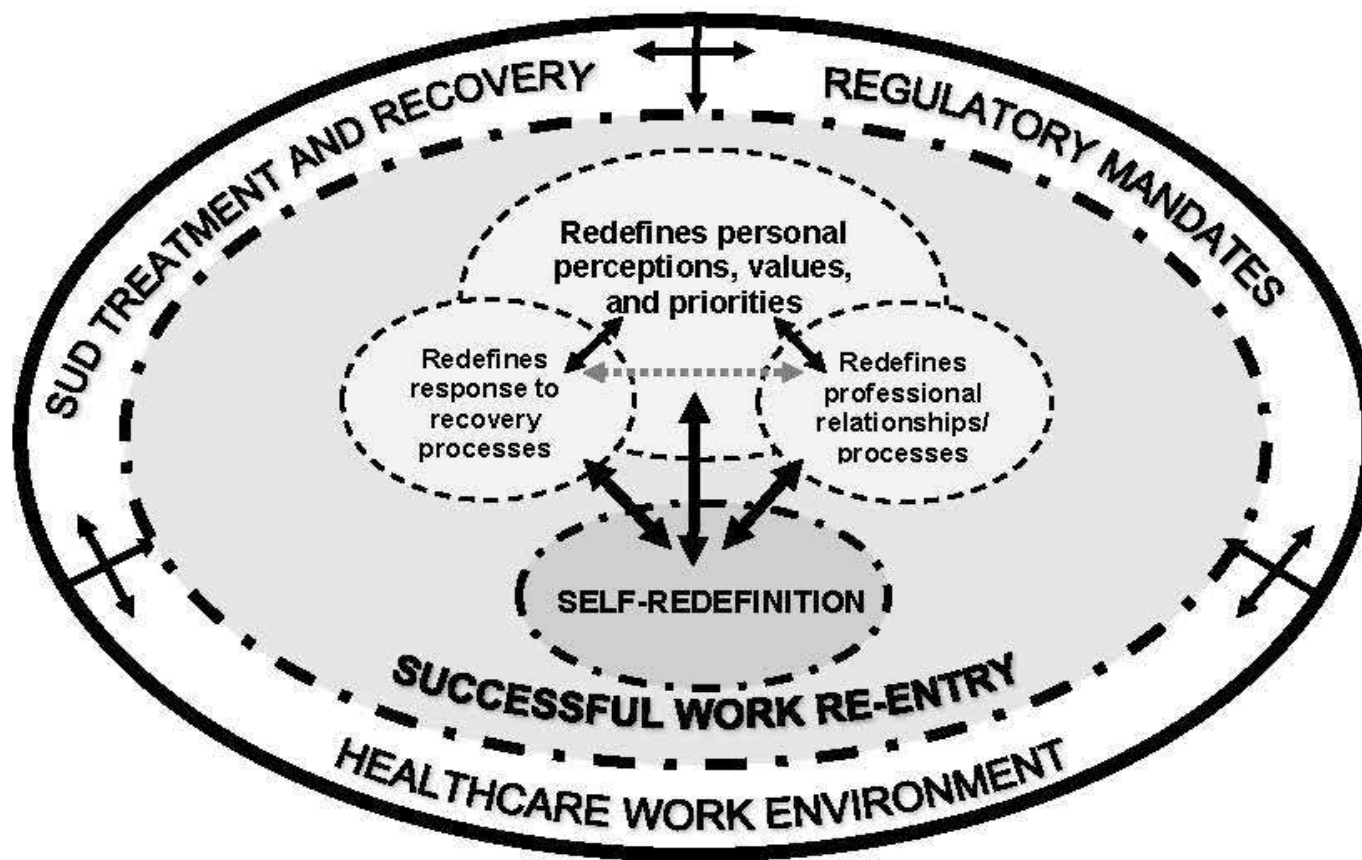 SUD TREATMENT AND RECOVERY
REGULATORY MANDATES
Redefines personal
perceptions, values,
and priorities
Redefines
response to
recovery
processes
Redefines
professional
relationships/
processes
SELF-REDEFINITION
SUCCESSFUL WORK RE-ENTRY
HEALTHCARE WORK ENVIRONMENT